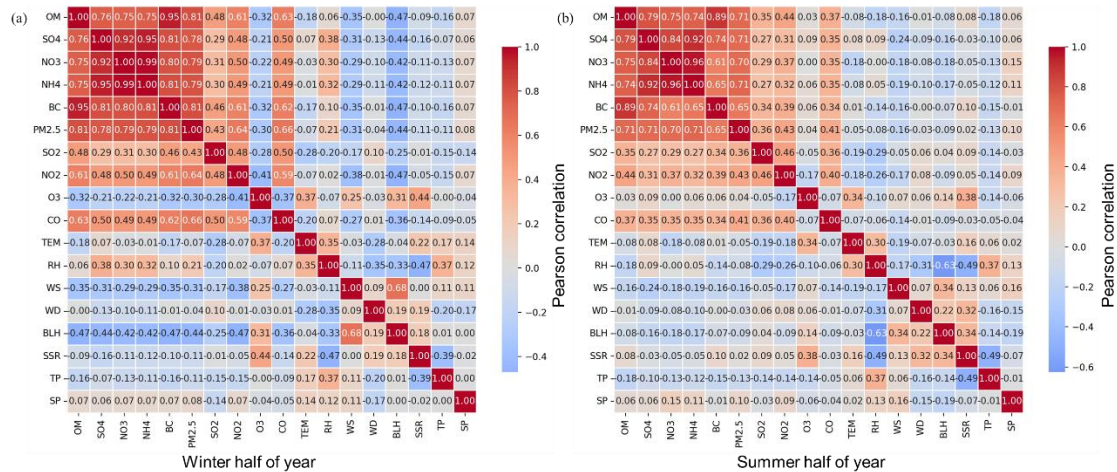 (a)
OM 1.00 0.76 0.75 0.75 0.95 0.81 0.48 0.61 -0.32 0.63 -0.18 0.06 -0.35 -0.00 -0.47 -0.09 -0.16 0.07
SO4 0.76 1.00 0.92 0.95 0.81 0.78 0.29 0.48 -0.21 0.50 0.07 0.38 -0.31 -0.13 -0.44 -0.16 -0.07 0.06
NO3 0.75 0.92 1.00 0.99 0.80 0.79 0.31 0.50 -0.22 0.49 -0.03 0.30 -0.29 -0.10 -0.42 -0.12 -0.13 0.07
NH4 0.75 0.95 0.99 1.00 0.81 0.79 0.30 0.49 -0.21 0.49 -0.01 0.32 -0.29 -0.11 -0.42 -0.12 -0.11 0.07
BC 0.95 0.81 0.80 0.81 1.00 0.81 0.46 0.61 -0.32 0.62 -0.17 0.10 -0.35 -0.01 -0.47 -0.10 -0.16 0.07
PM2.5 0.81 0.78 0.79 0.79 0.81 1.00 0.43 0.64 -0.30 0.66 -0.07 0.21 -0.31 -0.04 -0.44 -0.11 -0.11 0.08
SO2 0.48 0.29 0.31 0.30 0.46 0.43 1.00 0.48 -0.28 0.50 -0.28 -0.20 -0.17 0.10 -0.25 -0.01 -0.15 -0.14
NO2 0.61 0.48 0.50 0.49 0.61 0.64 0.48 1.00 -0.41 0.59 -0.07 0.02 -0.38 -0.01 -0.47 -0.11 -0.15 0.07
O3 -0.32 -0.21 -0.22 -0.21 -0.32 -0.30 -0.28 -0.41 1.00 -0.37 0.37 -0.07 0.25 -0.03 0.31 0.44 -0.00 -0.04
CO 0.63 0.50 0.49 0.49 0.62 0.66 0.50 0.59 -0.37 1.00 -0.20 0.07 -0.27 0.01 -0.36 -0.14 -0.09 -0.05
TEM -0.18 0.07 -0.03 -0.01 -0.17 -0.07 -0.28 -0.07 0.37 -0.20 1.00 0.35 -0.03 -0.28 -0.04 0.22 0.17 0.14
RH 0.06 0.38 0.30 0.32 0.10 0.21 -0.20 0.02 -0.07 0.07 0.35 1.00 -0.11 -0.35 -0.33 -0.47 0.37 0.12
WS -0.35 -0.31 -0.29 -0.29 -0.35 -0.31 -0.17 -0.38 0.25 -0.27 -0.03 -0.11 1.00 0.09 0.68 -0.00 0.11 0.11
WD -0.00 -0.13 -0.10 -0.11 -0.01 -0.04 0.10 -0.01 -0.03 0.01 -0.28 -0.35 0.09 1.00 0.19 0.19 -0.20 -0.17
BLH -0.47 -0.44 -0.42 -0.42 -0.47 -0.44 -0.25 -0.47 0.31 -0.36 -0.04 -0.33 0.68 0.19 1.00 0.18 0.01 0.00
SSR -0.09 -0.16 -0.11 -0.12 -0.10 -0.11 -0.01 -0.11 0.44 -0.14 0.22 -0.47 -0.00 0.19 0.18 1.00 -0.39 -0.02
TP -0.16 -0.07 -0.13 -0.11 -0.16 -0.11 -0.15 -0.15 -0.00 -0.09 0.17 0.37 0.11 -0.20 0.01 -0.39 1.00 0.00
SP 0.07 0.06 0.07 0.07 0.07 0.08 -0.14 0.07 -0.04 -0.05 0.14 0.12 0.11 -0.17 0.00 -0.02 0.00 1.00
OM SO4 NO3 NH4 BC PM2.5 SO2 NO2 O3 CO TEM RH WS WD BLH SSR TP SP
Winter half of year
1.0
0.8
0.6
0.4
0.2
0.0
-0.2
-0.4
Pearson correlation
(b)
OM 1.00 0.79 0.75 0.74 0.89 0.71 0.35 0.44 -0.03 0.37 -0.08 -0.18 -0.16 -0.01 -0.08 0.08 -0.18 0.06
SO4 0.79 1.00 0.84 0.92 0.74 0.71 0.27 0.31 0.09 0.35 0.08 0.09 -0.24 -0.09 -0.16 -0.03 -0.10 0.06
NO3 0.75 0.84 1.00 0.96 0.61 0.70 0.29 0.37 0.00 0.35 -0.18 -0.00 -0.18 -0.03 -0.18 -0.05 -0.12 0.15
NH4 0.74 0.92 0.96 1.00 0.65 0.71 0.27 0.32 0.06 0.34 -0.08 0.05 -0.19 -0.06 -0.17 -0.03 -0.12 0.11
BC 0.89 0.74 0.61 0.65 1.00 0.65 0.34 0.39 0.06 0.34 0.01 -0.14 -0.16 -0.00 -0.07 0.02 -0.15 -0.01
PM2.5 0.71 0.71 0.70 0.71 0.65 1.00 0.36 0.43 0.04 0.41 -0.05 -0.08 -0.16 -0.03 -0.09 0.02 -0.13 0.10
SO2 0.35 0.27 0.29 0.27 0.34 0.36 1.00 0.46 0.02 0.36 -0.19 -0.29 -0.05 0.06 0.03 0.09 -0.14 -0.03
NO2 0.44 0.31 0.37 0.32 0.39 0.43 0.46 1.00 -0.17 0.40 -0.18 -0.26 -0.17 0.08 -0.09 0.05 -0.14 0.09
O3 -0.03 0.09 -0.00 0.06 0.06 0.04 0.02 -0.17 1.00 -0.07 0.34 -0.10 0.07 0.06 0.14 0.38 -0.12 -0.06
CO 0.37 0.35 0.35 0.34 0.34 0.41 0.36 0.40 -0.07 1.00 -0.07 -0.06 -0.14 -0.01 -0.09 -0.03 -0.05 -0.04
TEM -0.08 0.08 -0.18 -0.08 0.01 -0.05 -0.19 -0.18 0.34 -0.07 1.00 0.30 -0.19 -0.07 -0.03 0.16 0.06 0.02
RH -0.18 0.09 -0.00 0.05 -0.14 -0.08 -0.29 -0.26 -0.10 -0.06 0.30 1.00 -0.17 -0.31 -0.63 -0.49 0.37 0.13
WS -0.16 -0.24 -0.18 -0.19 -0.16 -0.16 -0.05 -0.17 0.07 -0.14 -0.19 -0.17 1.00 0.07 0.34 0.13 0.06 0.16
WD -0.01 -0.09 -0.03 -0.06 -0.00 -0.03 0.06 0.08 0.06 -0.01 -0.07 -0.31 0.07 1.00 0.22 0.32 -0.16 -0.15
BLH -0.08 -0.16 -0.18 -0.17 -0.07 -0.09 0.03 -0.09 0.14 -0.09 -0.03 -0.63 0.34 0.22 1.00 0.34 -0.14 -0.19
SSR 0.08 -0.03 -0.05 -0.03 0.02 0.02 0.09 0.05 0.38 -0.03 0.16 -0.49 0.13 0.32 0.34 1.00 -0.49 -0.07
TP -0.18 -0.10 -0.12 -0.12 -0.15 -0.13 -0.14 -0.14 -0.12 -0.05 0.06 0.37 0.06 -0.16 -0.14 -0.49 1.00 -0.01
SP 0.06 0.06 0.15 0.11 -0.01 0.10 -0.03 0.09 -0.06 -0.04 0.02 0.13 0.16 -0.15 -0.19 -0.07 -0.01 1.00
OM SO4 NO3 NH4 BC PM2.5 SO2 NO2 O3 CO TEM RH WS WD BLH SSR TP SP
Summer half of year
1.0
0.8
0.6
0.4
0.2
0.0
-0.2
-0.4
-0.6
Pearson correlation